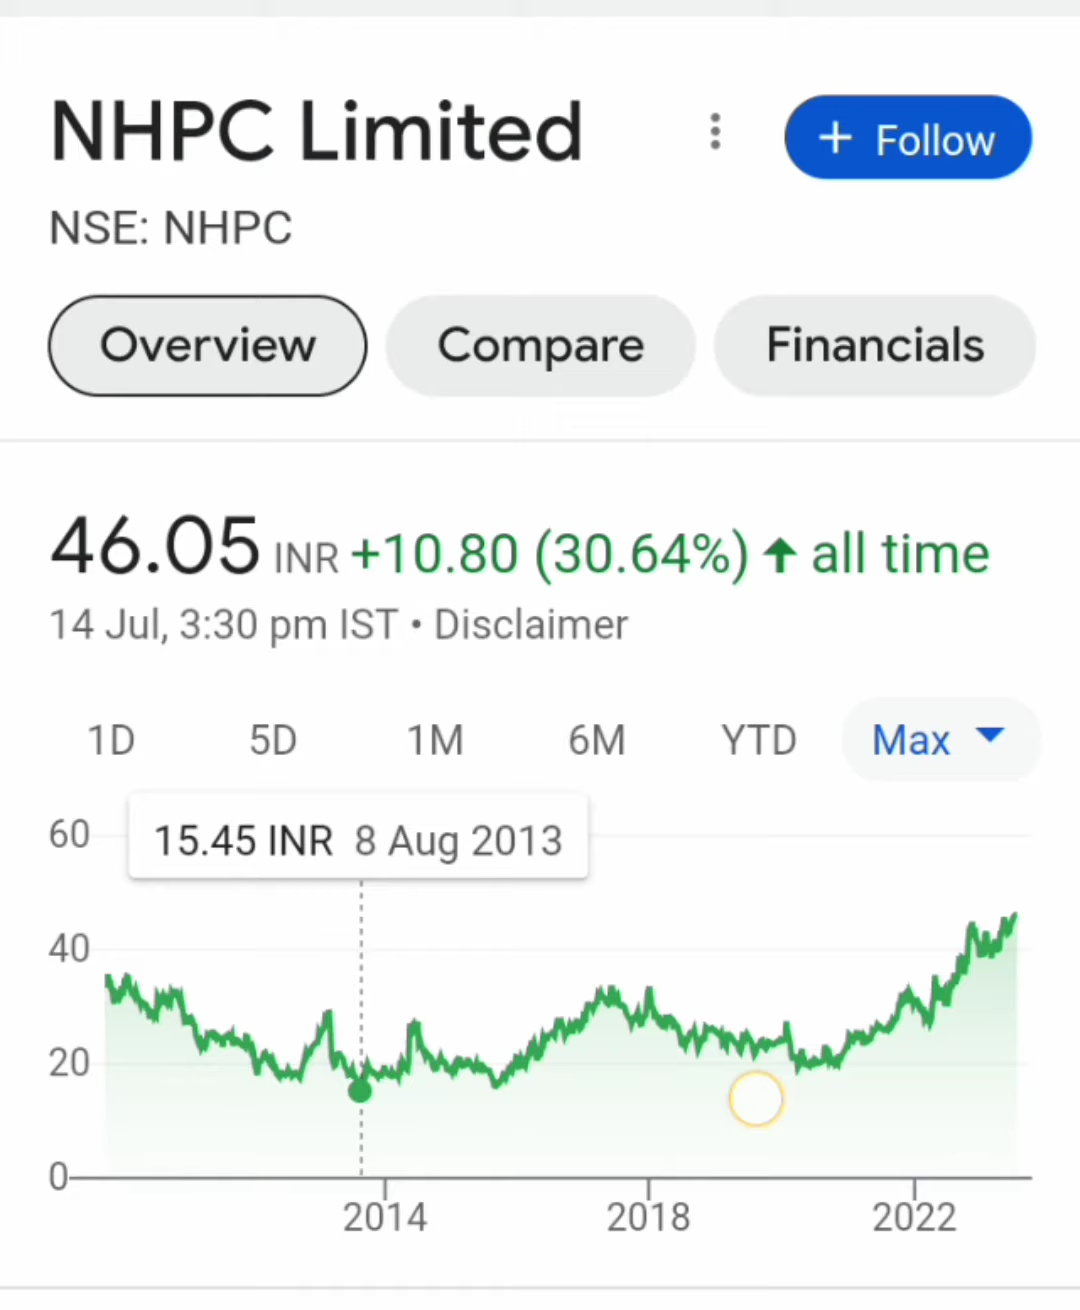 NHPC Limited
+ Follow
NSE: NHPC
Overview Compare Financials
46.05 INR +10.80 (30.64%) ↑ all time
14 Jul, 3:30 pm IST • Disclaimer
1D 5D 1M 6M YTD Max
15.45 INR 8 Aug 2013
60
40
20
0
2014 2018 2022